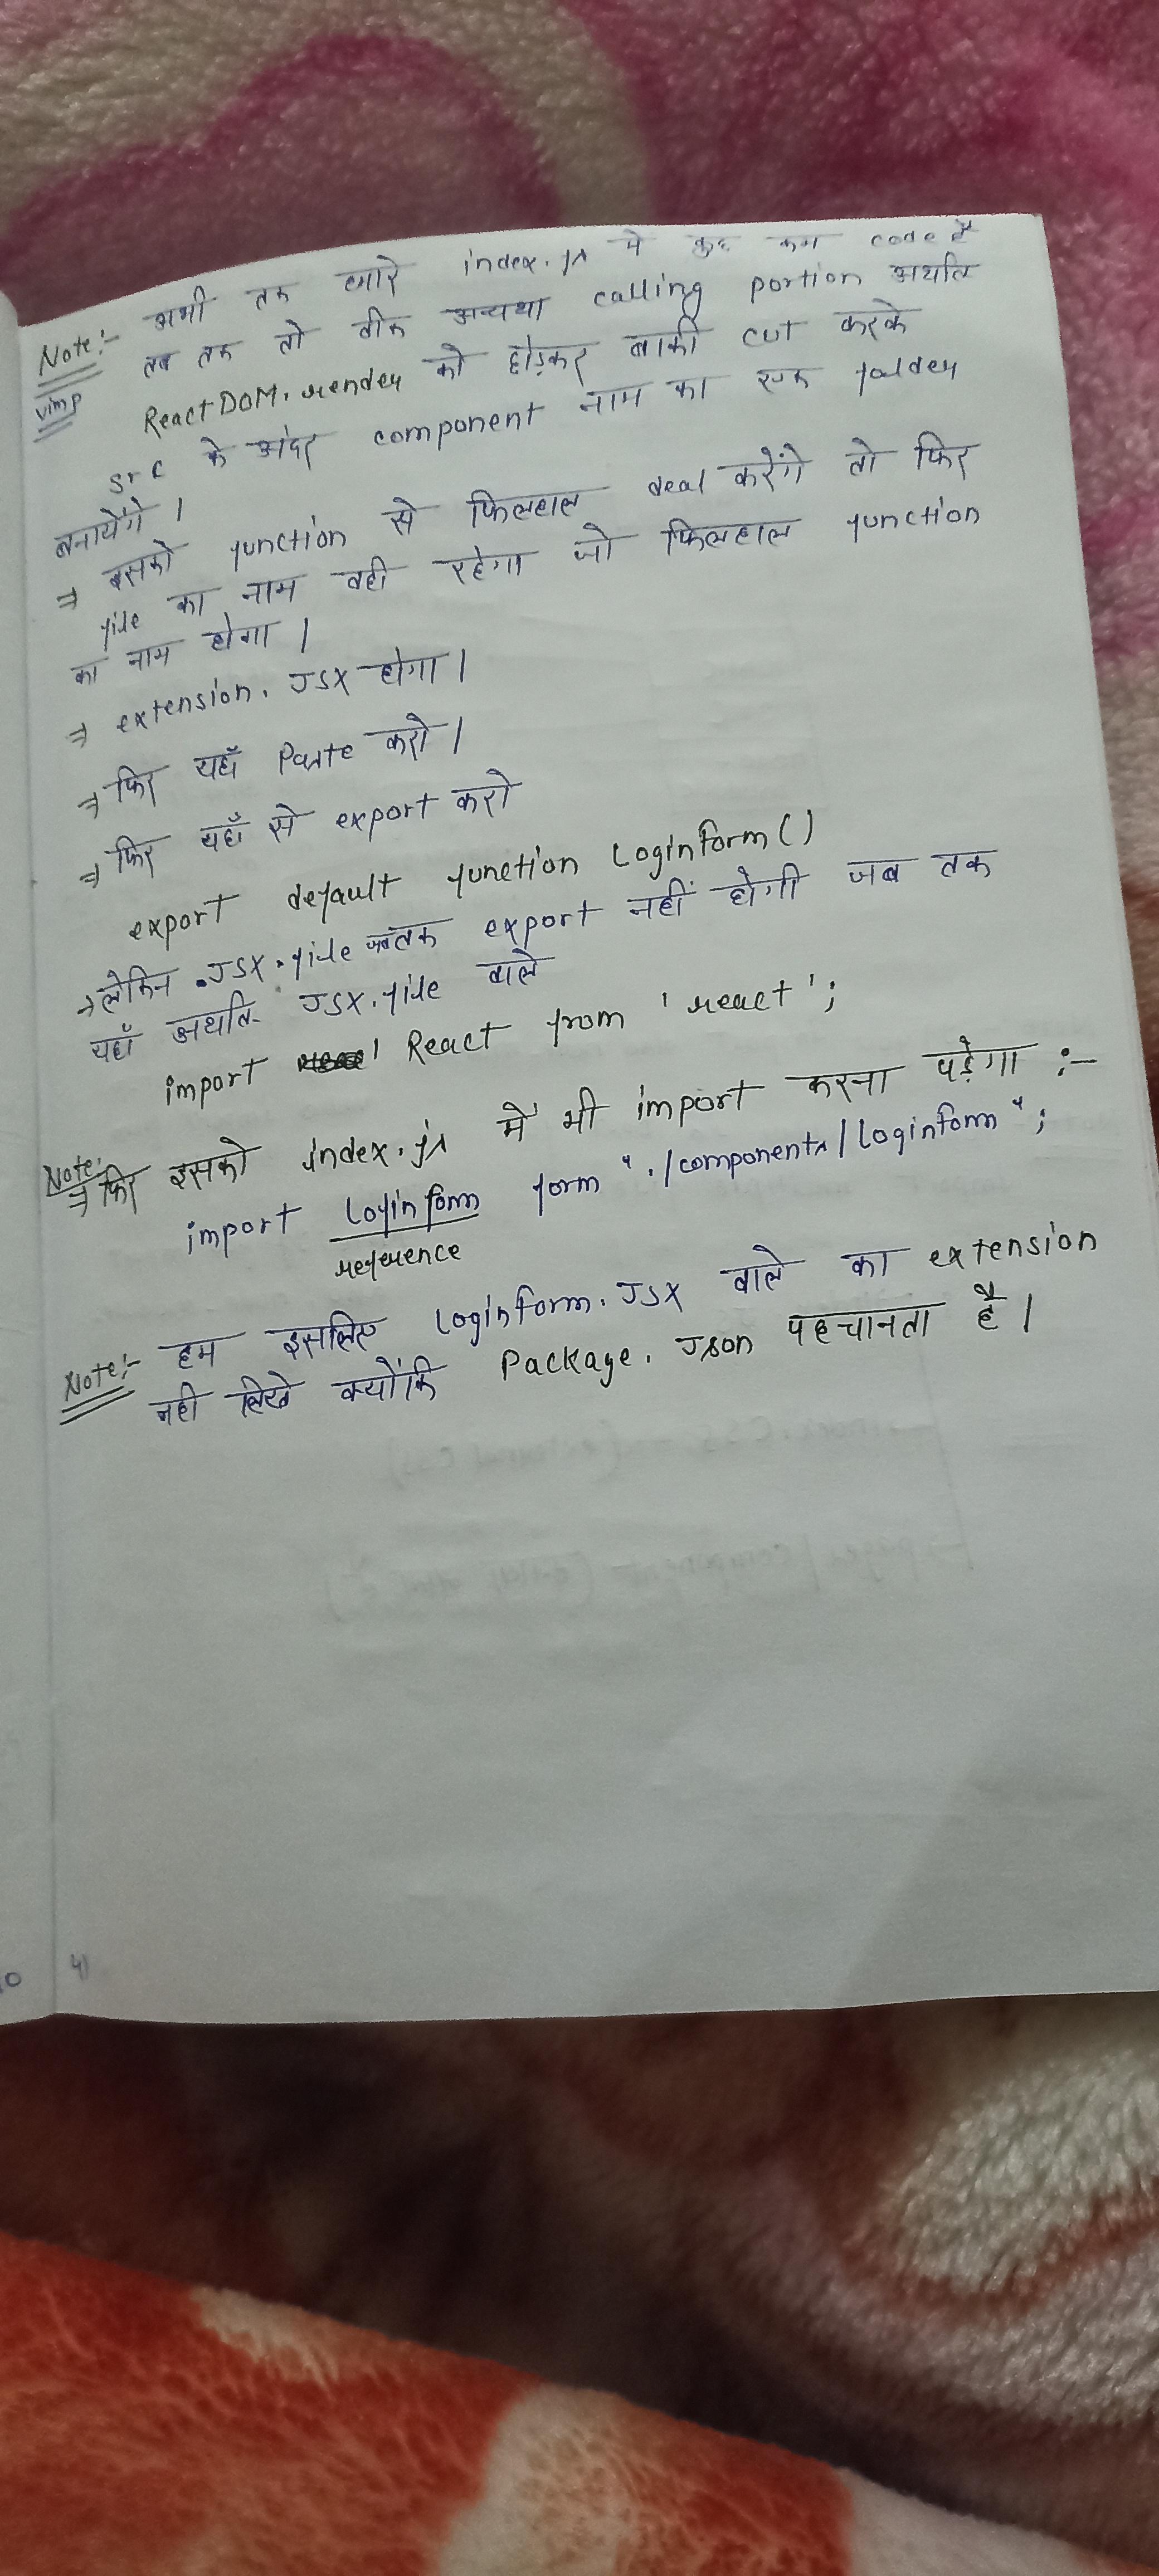 Note:- अभी तक हमारे index.js मे कुछ कम code है
vimp तब तक तो ठीक अन्यथा calling portion अर्थात
ReactDOM.render को छोड़कर बाकी cut करके
src के अंदर component नाम का एक folder
बनायेंगे।
⇒ इसको function से फिलहाल deal करेंगे तो फिर
file का नाम वही रहेगा जो फिलहाल function
का नाम होगा।
⇒ extension. JSX होगा।
⇒ फिर यहाँ Paste करो।
⇒ फिर यहाँ से export करो
export default function LoginForm()
→ लेकिन .JSX.file जबतक export नहीं होगी जब तक
यहाँ अर्थात- JSX.file वाले
import React from 'react';
Note:
⇒ फिर इसको index.js में भी import करना पड़ेगा :-
import LoginForm form "./components/Loginform";
reference
Note:- हम इसलिए Loginform.JSX वाले का extension
नही लिखे क्योंकि Package.Json पहचानता है।
4)